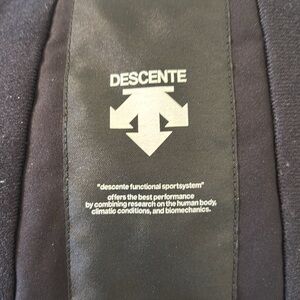 DESCENTE
"descente functional sportsystem"
offers the best performance
by combining research on the human body,
climatic conditions, and biomechanics.